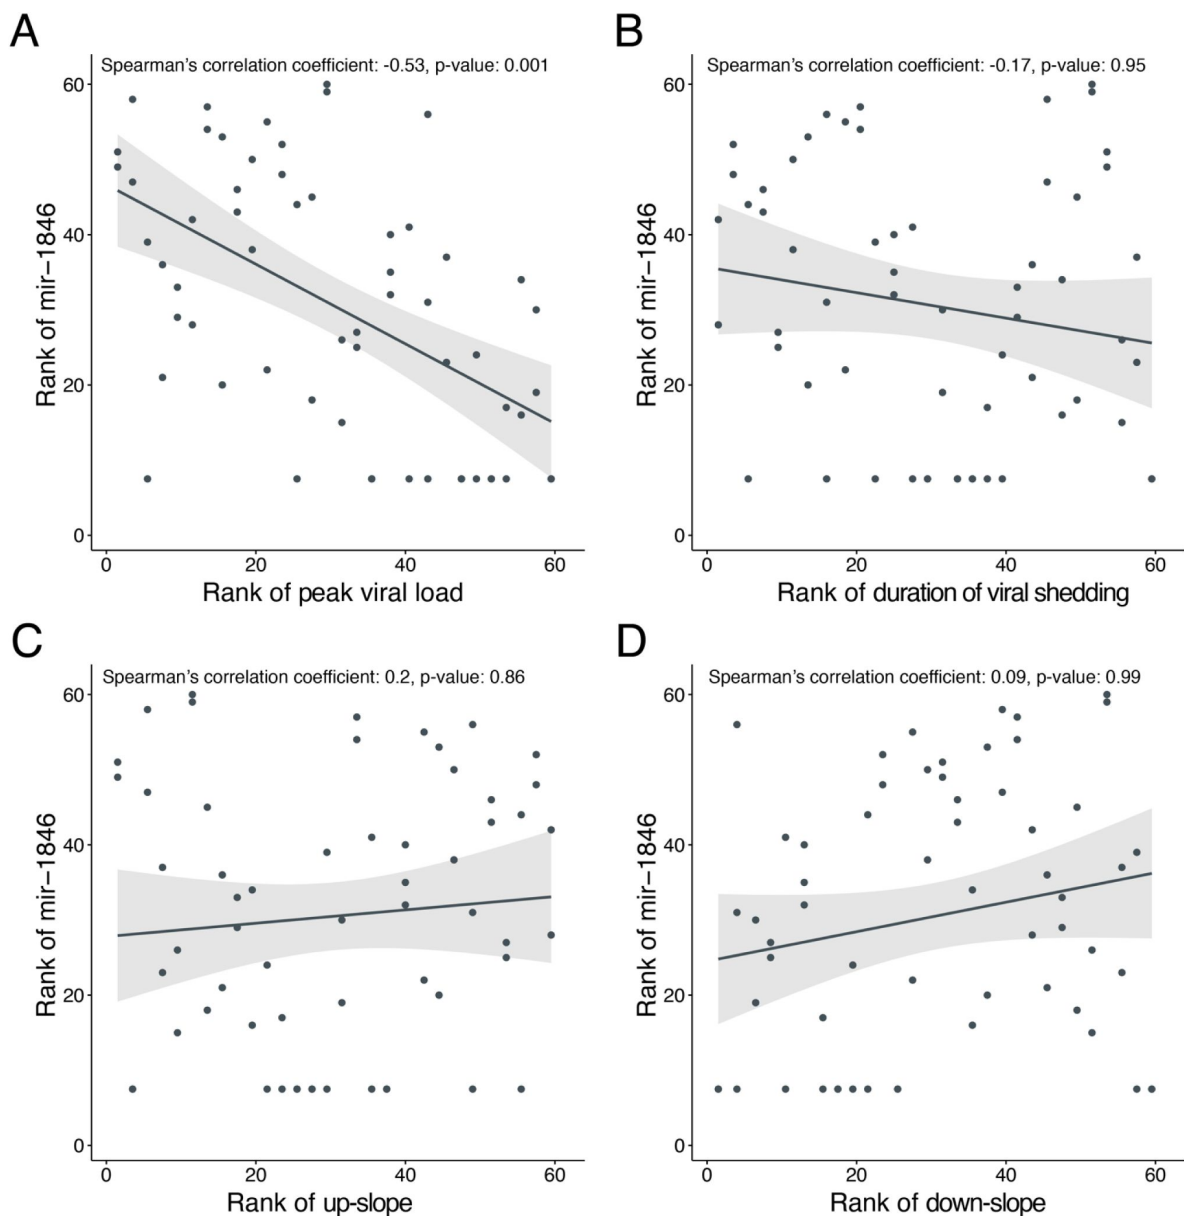 A
Spearman's correlation coefficient: -0.53, p-value: 0.001
60
40
20
0
Rank of mir−1846
0 20 40 60
Rank of peak viral load
B
Spearman's correlation coefficient: -0.17, p-value: 0.95
60
40
20
0
Rank of mir−1846
0 20 40 60
Rank of duration of viral shedding
C
Spearman's correlation coefficient: 0.2, p-value: 0.86
60
40
20
0
Rank of mir−1846
0 20 40 60
Rank of up-slope
D
Spearman's correlation coefficient: 0.09, p-value: 0.99
60
40
20
0
Rank of mir−1846
0 20 40 60
Rank of down-slope